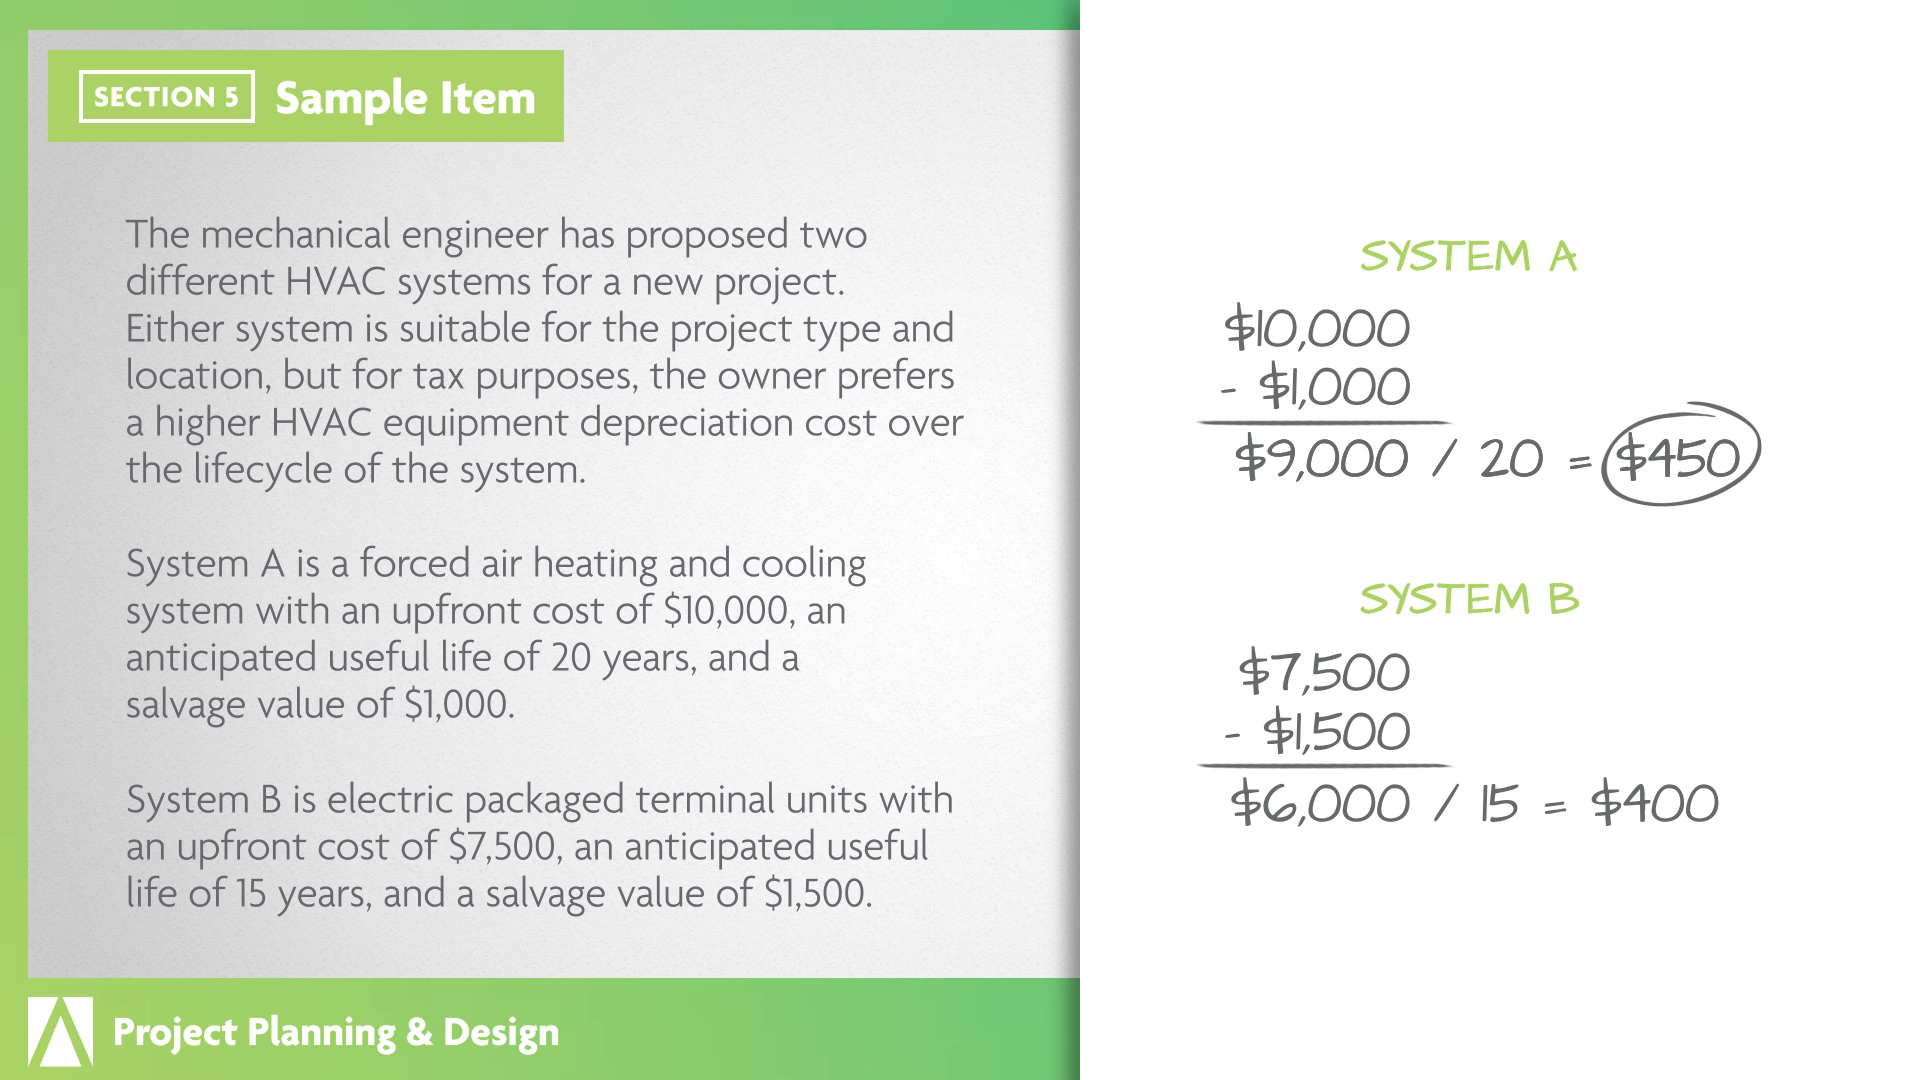 SECTION 5 Sample Item
The mechanical engineer has proposed two
different HVAC systems for a new project.
Either system is suitable for the project type and
location, but for tax purposes, the owner prefers
a higher HVAC equipment depreciation cost over
the lifecycle of the system.
System A is a forced air heating and cooling
system with an upfront cost of $10,000, an
anticipated useful life of 20 years, and a
salvage value of $1,000.
System B is electric packaged terminal units with
an upfront cost of $7,500, an anticipated useful
life of 15 years, and a salvage value of $1,500.
Project Planning & Design
SYSTEM A
$10,000
- $1,000
$9,000 / 20 = $450
SYSTEM B
$7,500
- $1,500
$6,000 / 15 = $400